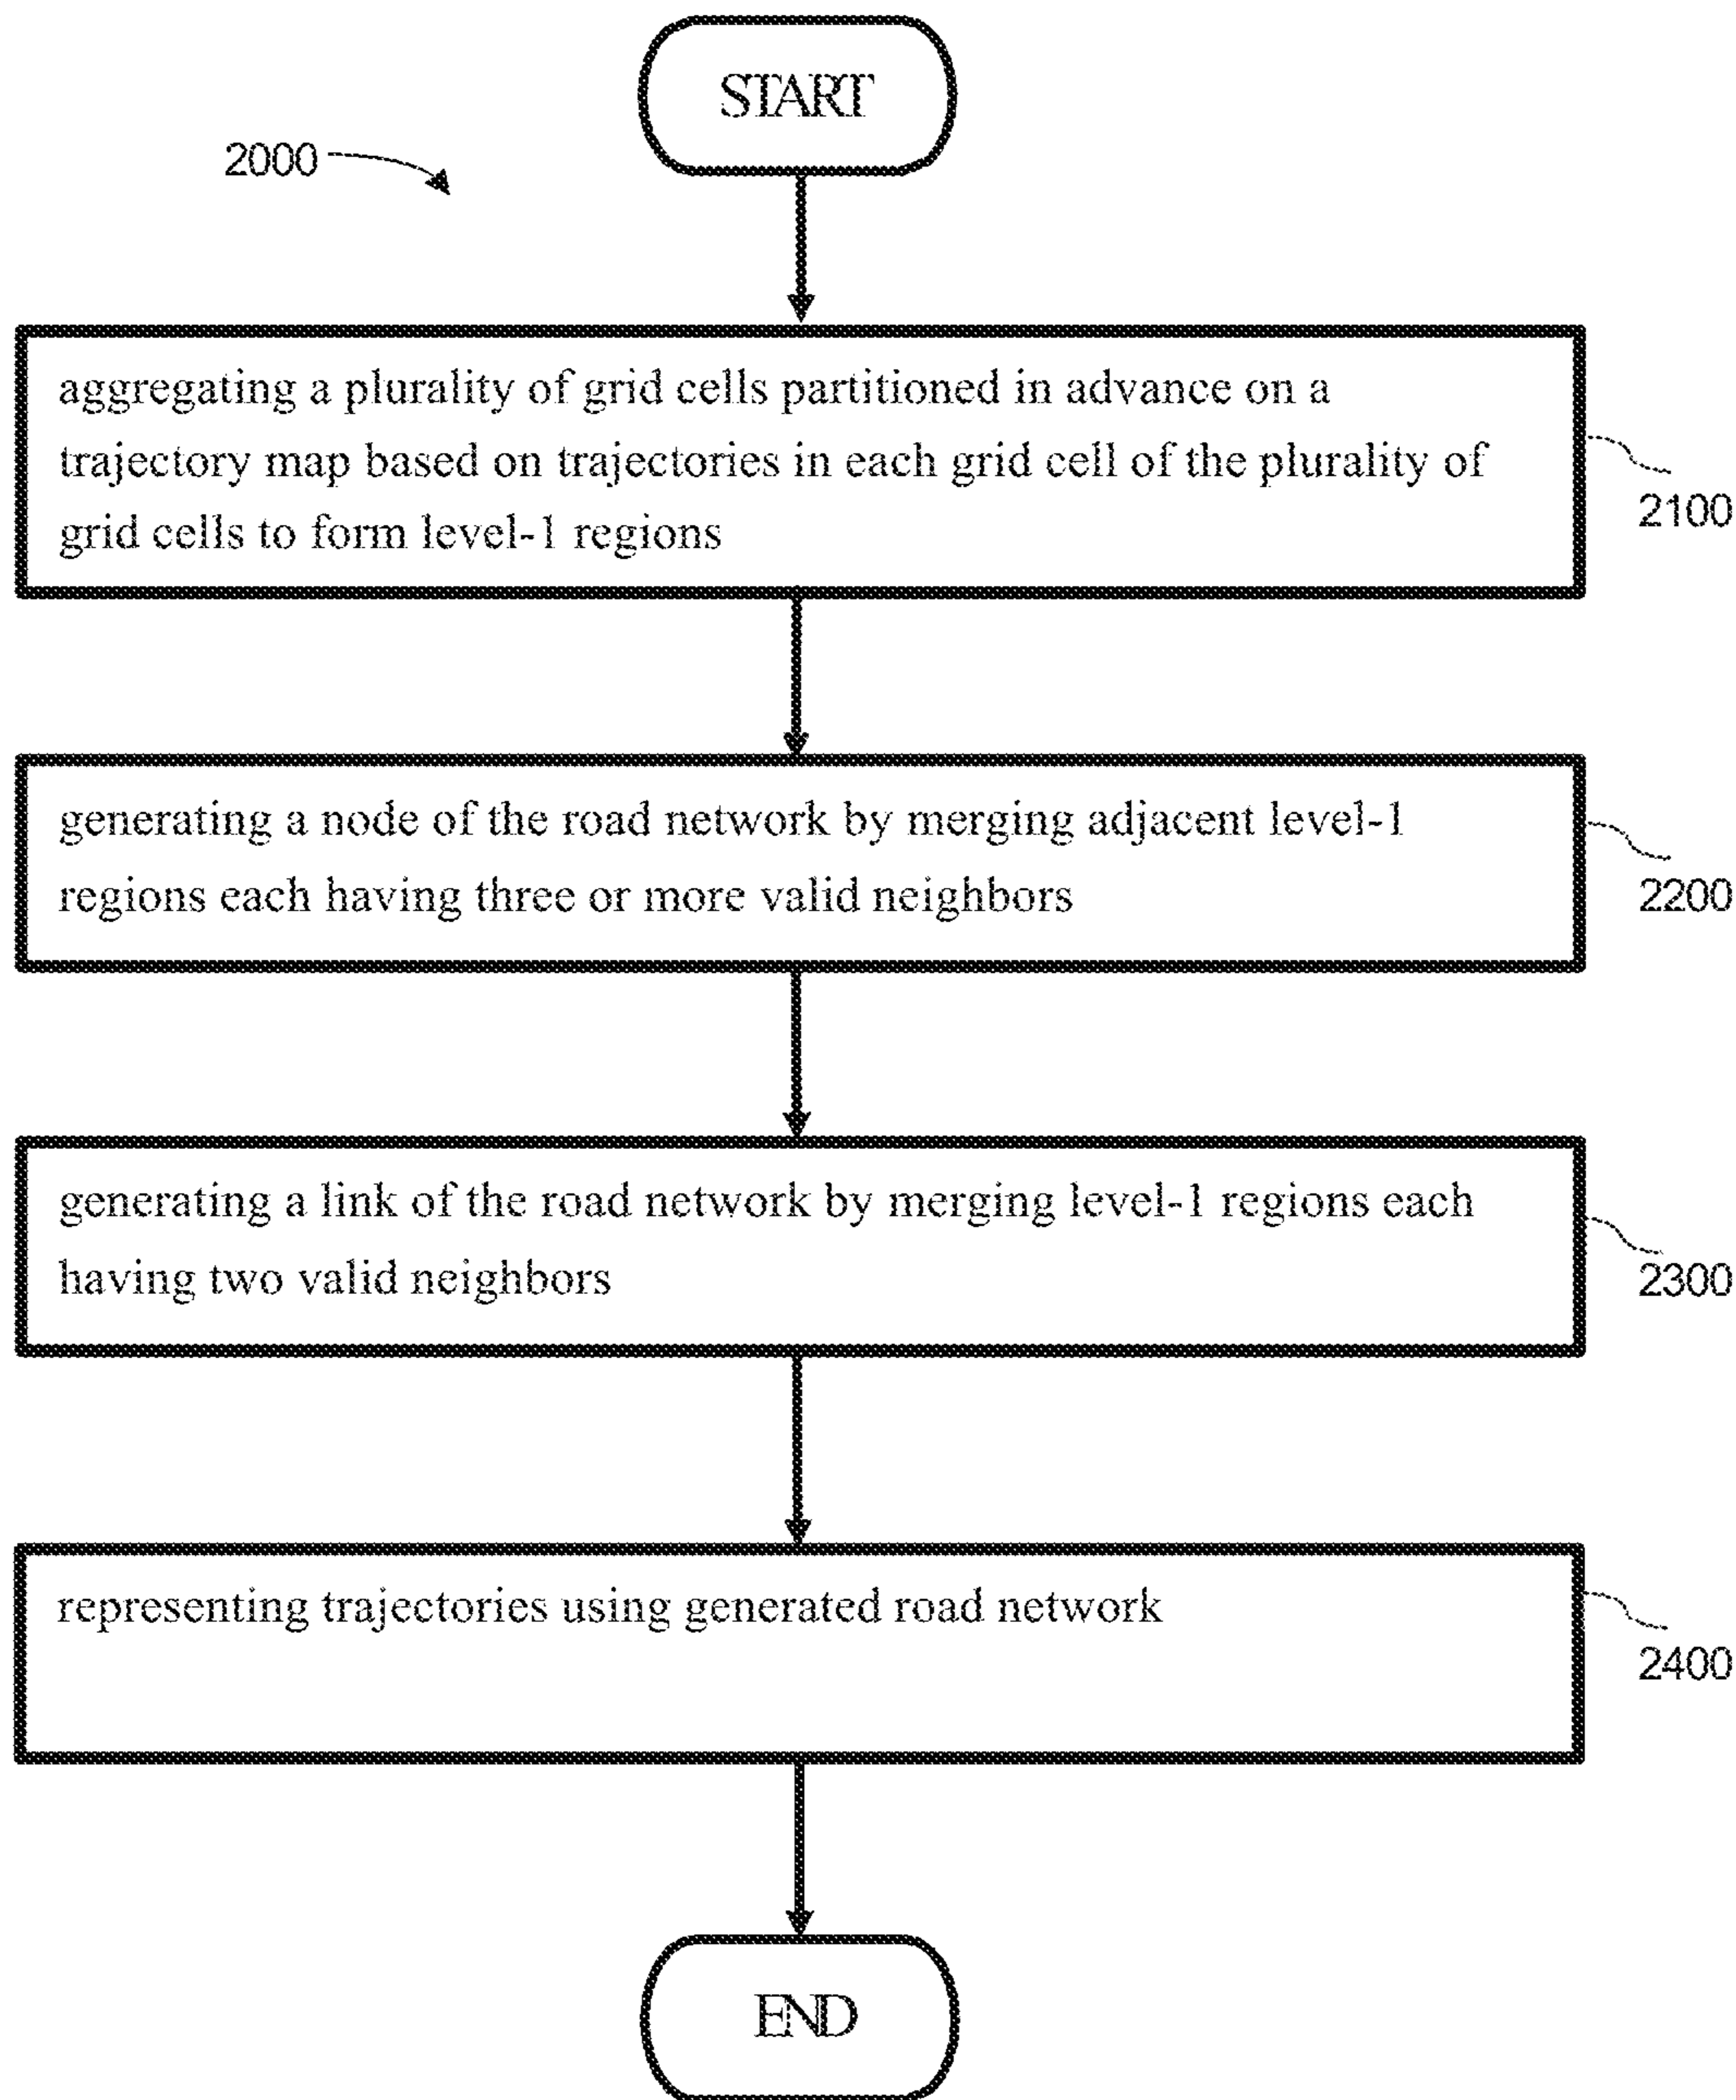 START
2000
aggregating a plurality of grid cells partitioned in advance on a
trajectory map based on trajectories in each grid cell of the plurality of
grid cells to form level-1 regions
2100
generating a node of the road network by merging adjacent level-1
regions each having three or more valid neighbors
2200
generating a link of the road network by merging level-1 regions each
having two valid neighbors
2300
representing trajectories using generated road network
2400
END